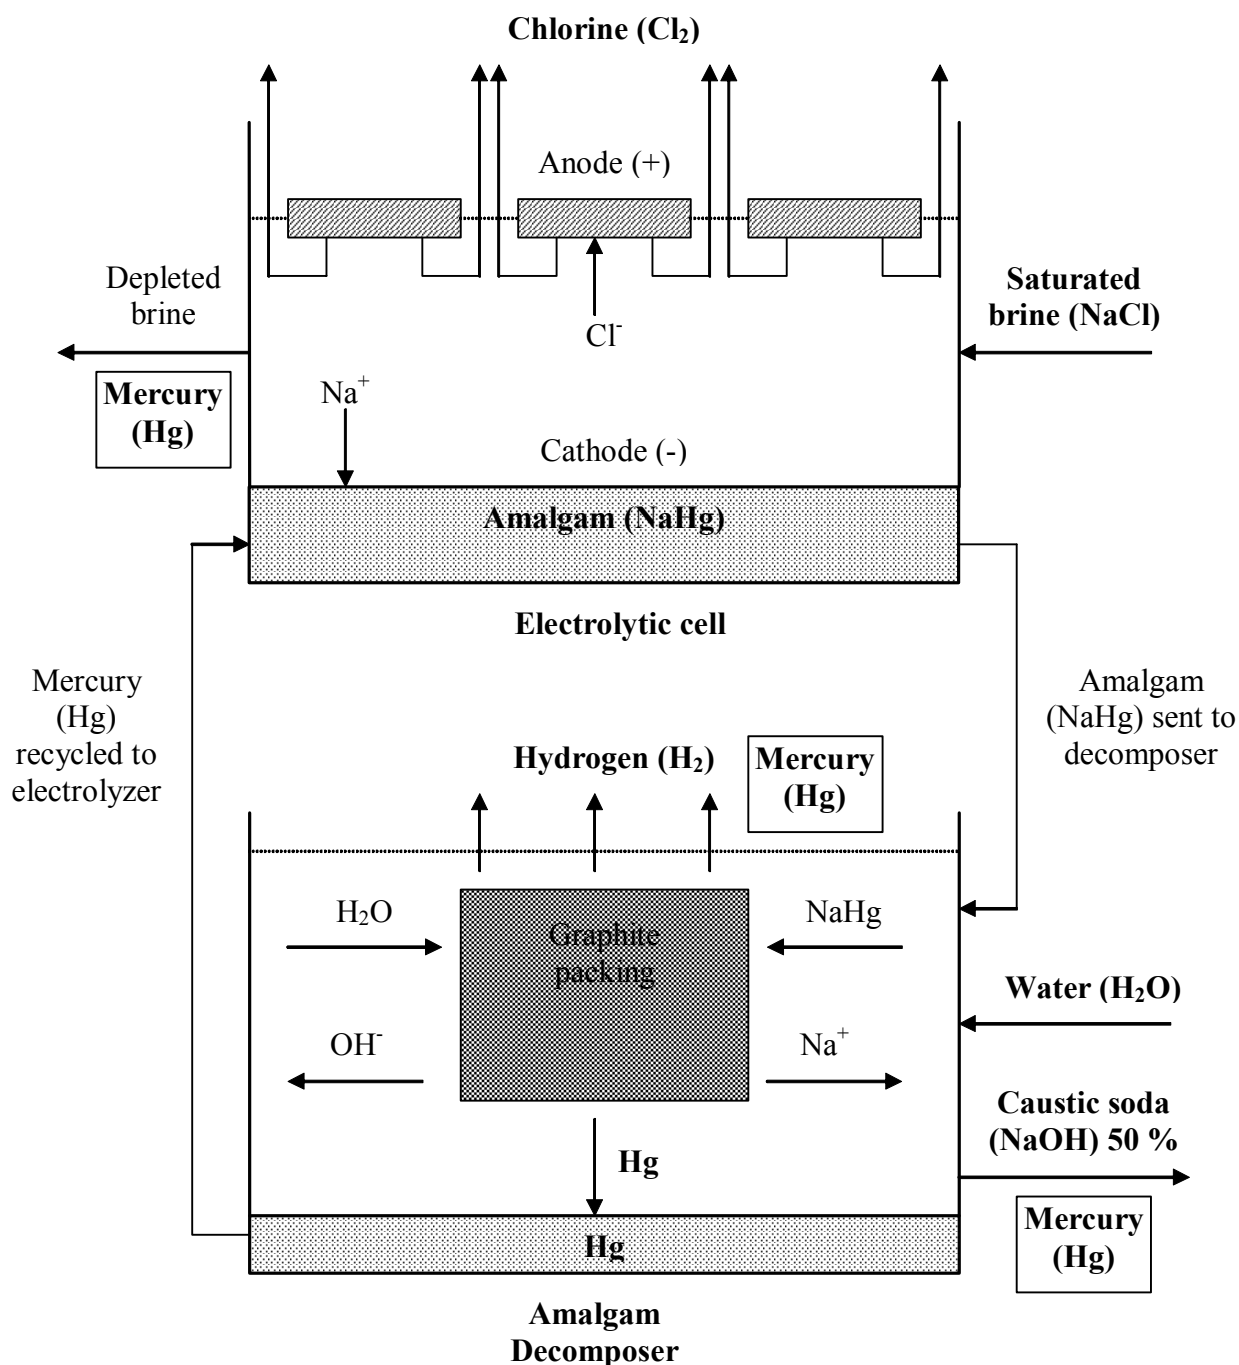 Chlorine (Cl₂)
Anode (+)
Depleted
brine
Saturated
brine (NaCl)
Cl⁻
Mercury
(Hg)
Na⁺
Cathode (-)
Amalgam (NaHg)
Electrolytic cell
Mercury
(Hg)
recycled to
electrolyzer
Amalgam
(NaHg) sent to
decomposer
Hydrogen (H₂)
Mercury
(Hg)
H₂O
Graphite
packing
NaHg
Water (H₂O)
OH⁻
Na⁺
Caustic soda
(NaOH) 50 %
Hg
Mercury
(Hg)
Hg
Amalgam
Decomposer